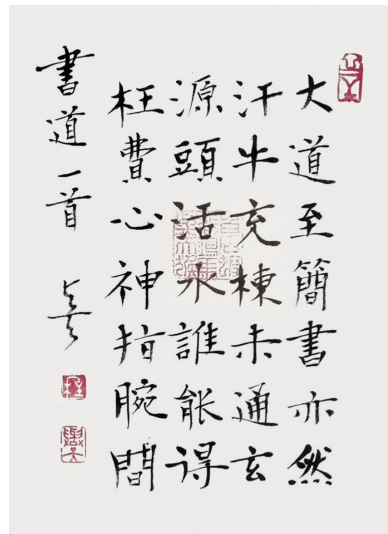 大道至簡書亦然
汗牛充棟未通玄
源頭活水誰能得
枉費心神指腕間
書道一首